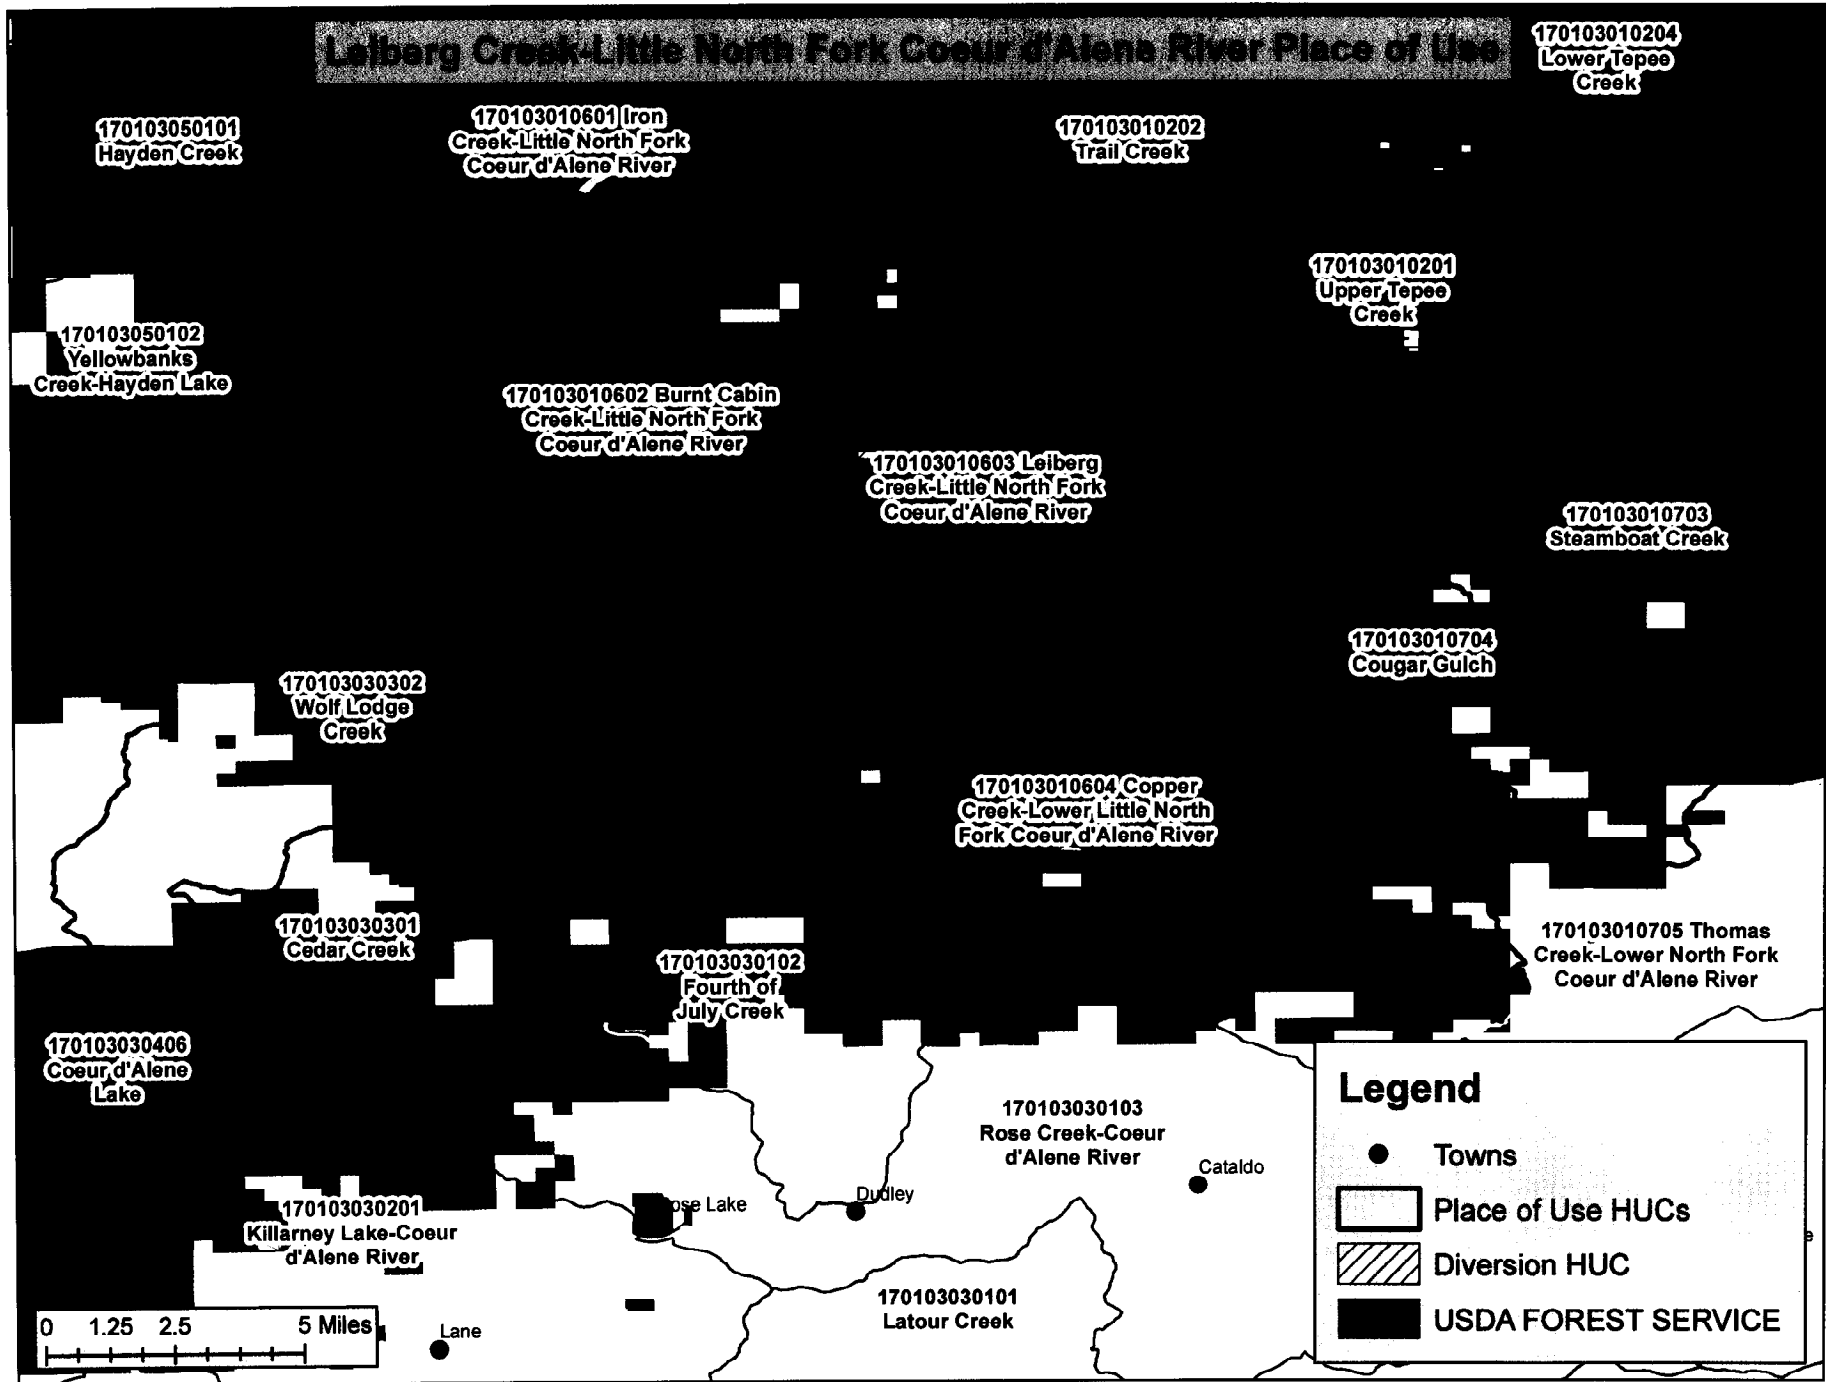 Leiberg Creek-Little North Fork Coeur d'Alene River Place of Use
170103010204
Lower Tepee
Creek
170103050101
Hayden Creek
170103010601 Iron
Creek-Little North Fork
Coeur d'Alene River
170103010202
Trail Creek
170103010201
Upper Tepee
Creek
170103050102
Yellowbanks
Creek-Hayden Lake
170103010602 Burnt Cabin
Creek-Little North Fork
Coeur d'Alene River
170103010603 Leiberg
Creek-Little North Fork
Coeur d'Alene River
170103010703
Steamboat Creek
170103010704
Cougar Gulch
170103030302
Wolf Lodge
Creek
170103010604 Copper
Creek-Lower Little North
Fork Coeur d'Alene River
170103030301
Cedar Creek
170103030102
Fourth of
July Creek
170103010705 Thomas
Creek-Lower North Fork
Coeur d'Alene River
170103030406
Coeur d'Alene
Lake
170103030103
Rose Creek-Coeur
d'Alene River
Cataldo
Dudley
Lake
170103030201
Killarney Lake-Coeur
d'Alene River
170103030101
Latour Creek
Lane
0 1.25 2.5 5 Miles
Legend
Towns
Place of Use HUCs
Diversion HUC
USDA FOREST SERVICE